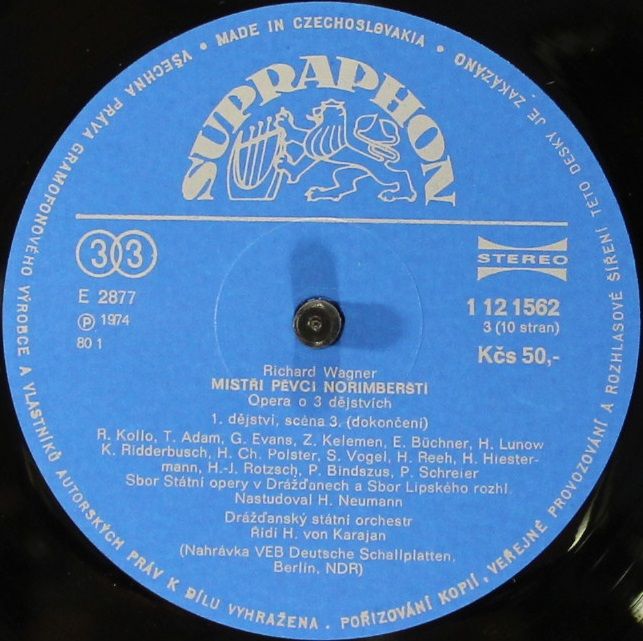 VŠECHNA PRÁVA GRAMOFONOVÉHO VÝROBCE A VLASTNÍKŮ AUTORSKÝCH PRÁV K DÍLU VYHRAŽENA. POŘIZOVÁNÍ KOPIÍ, VEŘEJNÉ PROVOZOVÁNÍ A ROZHLASOVÉ ŠÍŘENÍ TÉTO DESKY JE ZAKÁZÁNO • MADE IN CZECHOSLOVAKIA •
SUPRAPHON
33
STEREO
E 2877
Ⓟ 1974
80 1
1 12 1562
3 (10 stran)
Kčs 50,-
Richard Wagner
MISTŘI PĚVCI NORIMBERŠTÍ
Opera o 3 dějstvích
1. dějství, scéna 3. (dokončení)
R. Kollo, T. Adam, G. Evans, Z. Kelemen, E. Büchner, H. Lunow
K. Ridderbusch, H. Ch. Polster, S. Vogel, H. Reeh, H. Hiester-
mann, H.-J. Rotzsch, P. Bindszus, P. Schreier
Sbor Státní opery v Drážďanech a Sbor Lipského rozhl
Nastudoval H. Neumann
Drážďanský státní orchestr
Řídí H. von Karajan
(Nahrávka VEB Deutsche Schallplatten,
Berlín, NDR)